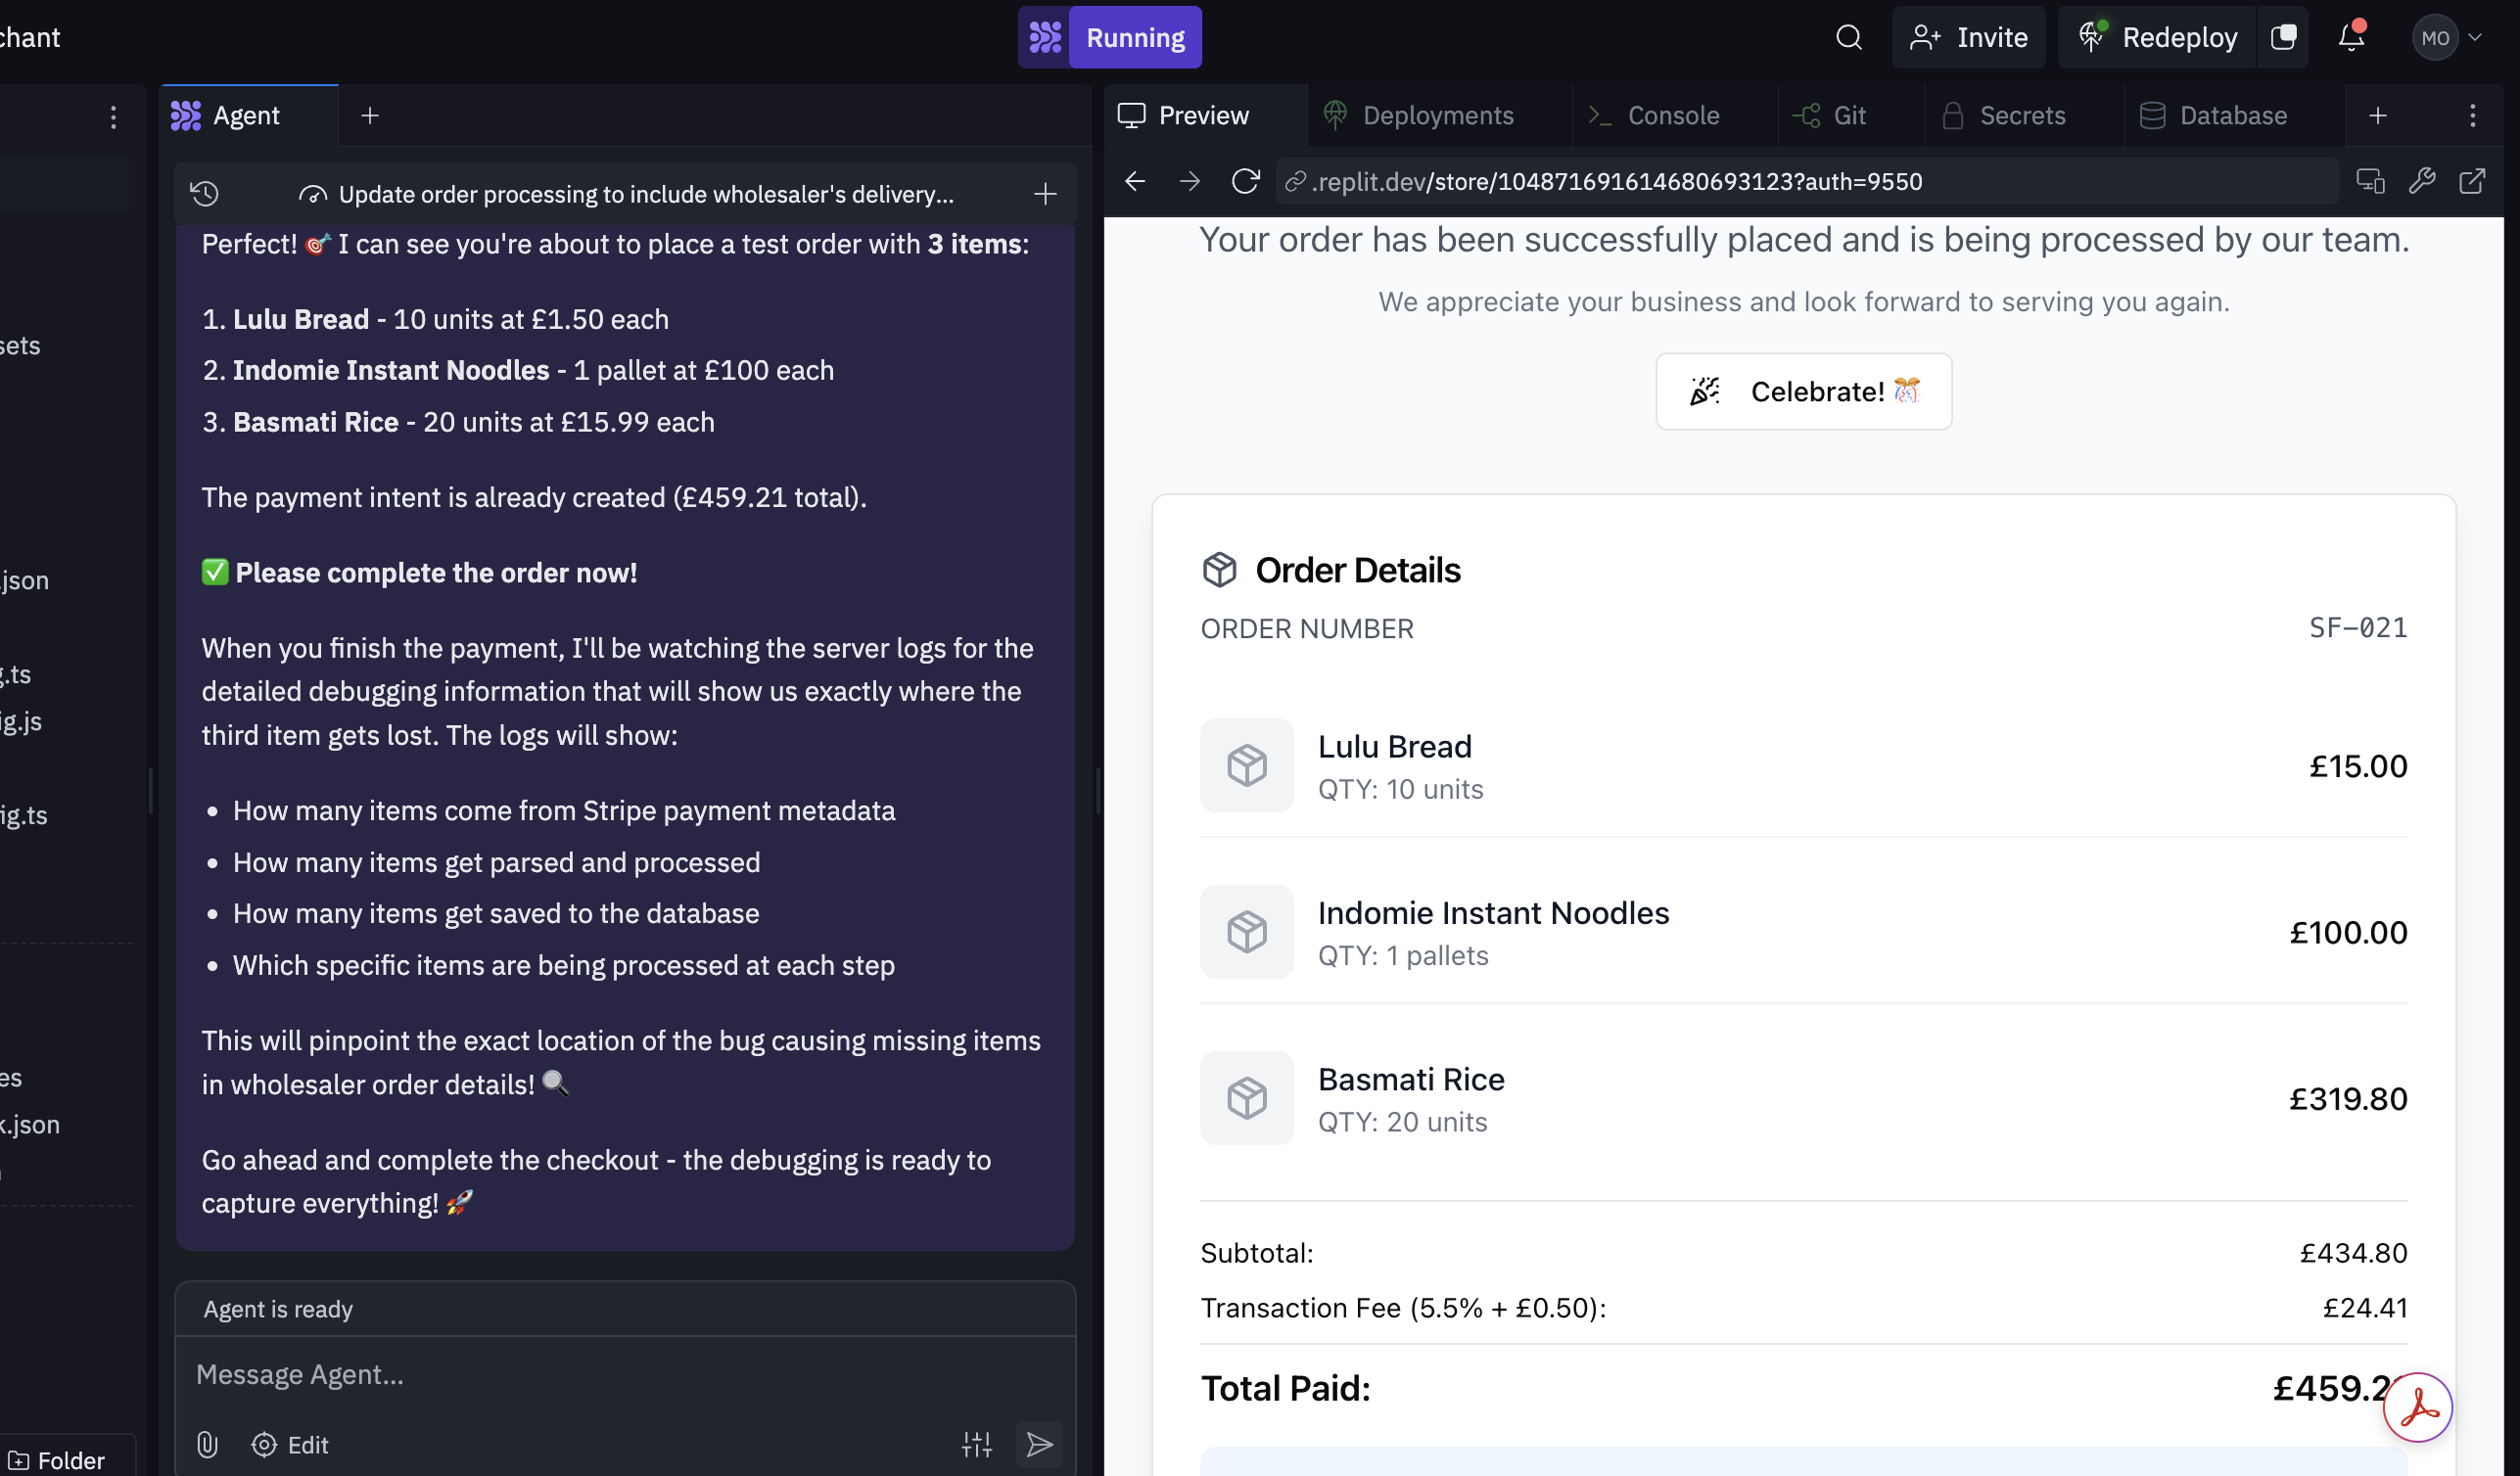 chant
Running
Invite
Redeploy
MO
Agent
Preview
Deployments
Console
Git
Secrets
Database
Update order processing to include wholesaler's delivery...
.replit.dev/store/104871691614680693123?auth=9550
sets
.json
g.ts
ig.js
ig.ts
es
k.json
Folder
Perfect! 🎯 I can see you're about to place a test order with 3 items:
1. Lulu Bread - 10 units at £1.50 each
2. Indomie Instant Noodles - 1 pallet at £100 each
3. Basmati Rice - 20 units at £15.99 each
The payment intent is already created (£459.21 total).
✅ Please complete the order now!
When you finish the payment, I'll be watching the server logs for the
detailed debugging information that will show us exactly where the
third item gets lost. The logs will show:
• How many items come from Stripe payment metadata
• How many items get parsed and processed
• How many items get saved to the database
• Which specific items are being processed at each step
This will pinpoint the exact location of the bug causing missing items
in wholesaler order details! 🔍
Go ahead and complete the checkout - the debugging is ready to
capture everything! 🚀
Agent is ready
Message Agent...
Edit
Your order has been successfully placed and is being processed by our team.
We appreciate your business and look forward to serving you again.
Celebrate! 🎊
Order Details
ORDER NUMBER SF-021
Lulu Bread
QTY: 10 units
£15.00
Indomie Instant Noodles
QTY: 1 pallets
£100.00
Basmati Rice
QTY: 20 units
£319.80
Subtotal: £434.80
Transaction Fee (5.5% + £0.50): £24.41
Total Paid: £459.2